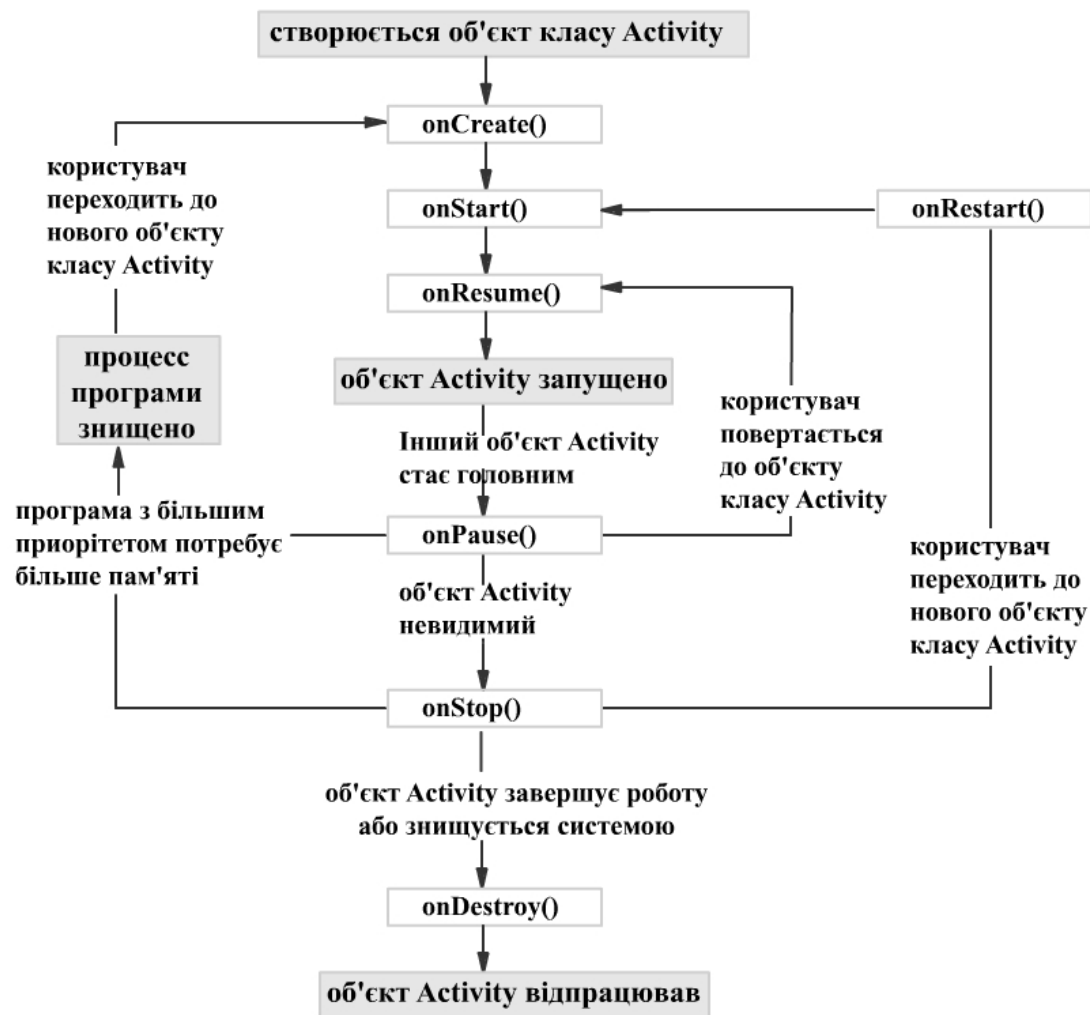 створюється об'єкт класу Activity
onCreate()
користувач
переходить до
нового об'єкту
класу Activity
onStart()
onRestart()
onResume()
процесс
програми
знищено
об'єкт Activity запущено
Інший об'єкт Activity
стає головним
користувач
повертається
до об'єкту
класу Activity
програма з більшим
приорітетом потребує
більше пам'яті
onPause()
користувач
переходить до
нового об'єкту
класу Activity
об'єкт Activity
невидимий
onStop()
об'єкт Activity завершує роботу
або знищується системою
onDestroy()
об'єкт Activity відпрацював